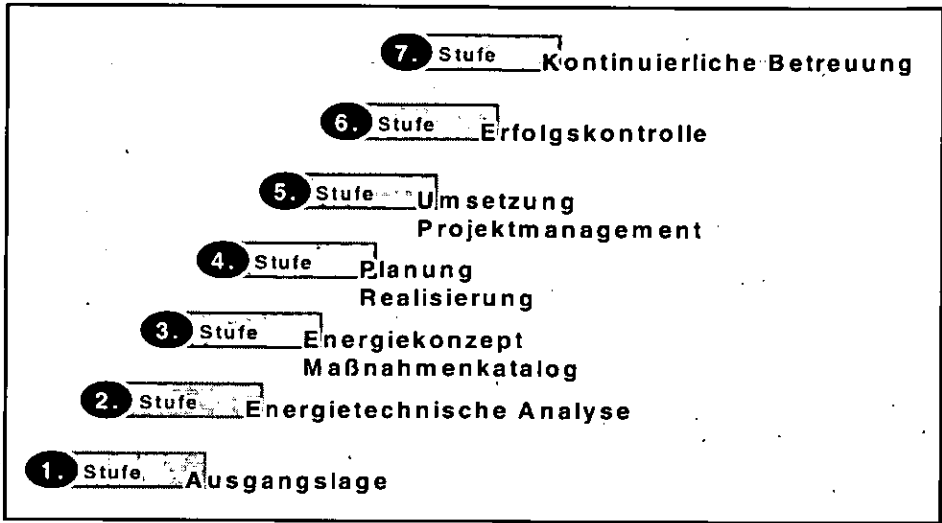 7. Stufe Kontinuierliche Betreuung
6. Stufe Erfolgskontrolle
5. Stufe Umsetzung
Projektmanagement
4. Stufe Planung
Realisierung
3. Stufe Energiekonzept
Maßnahmenkatalog
2. Stufe Energietechnische Analyse
1. Stufe Ausgangslage